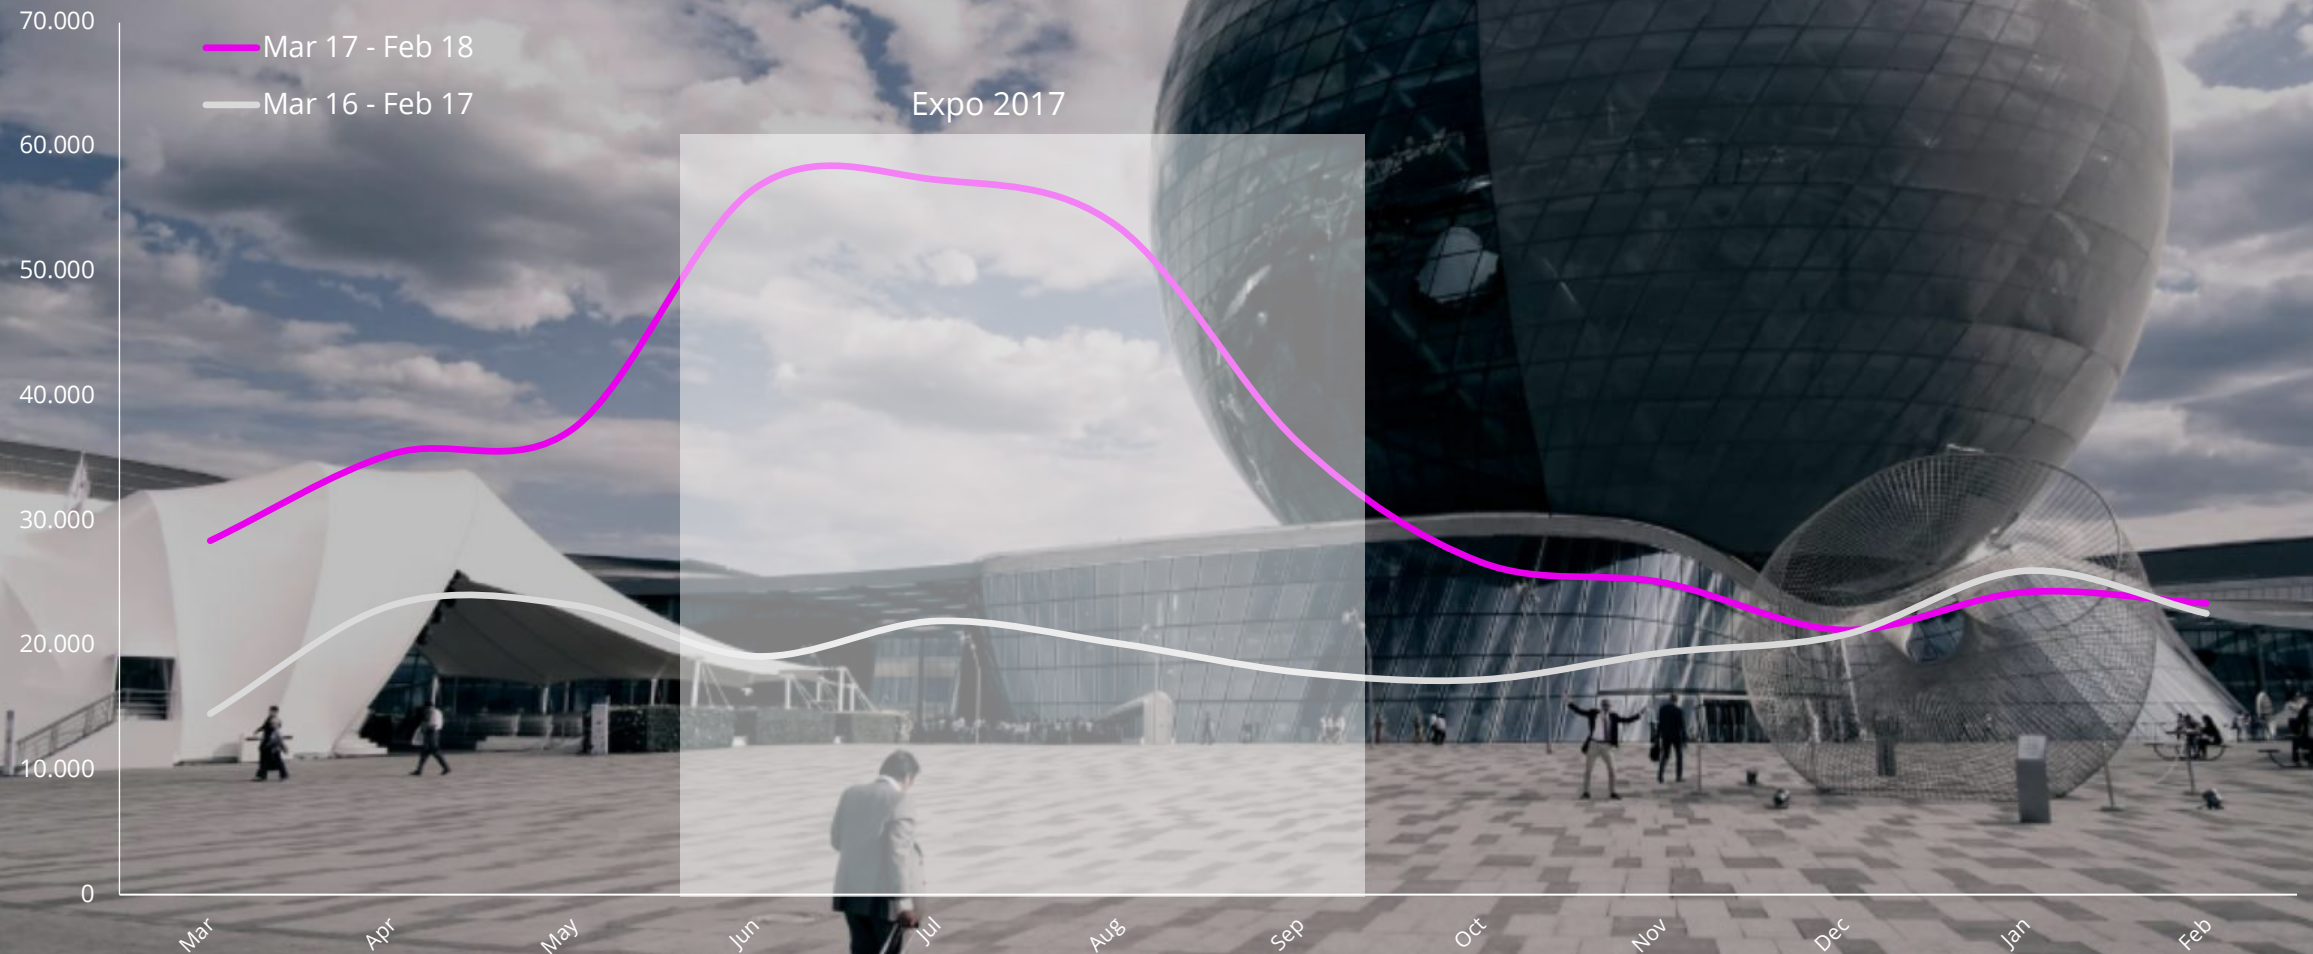 70.000
Mar 17 - Feb 18
Mar 16 - Feb 17
Expo 2017
60.000
50.000
40.000
30.000
20.000
10.000
0
Mar
Apr
May
Jun
Jul
Aug
Sep
Oct
Nov
Dec
Jan
Feb